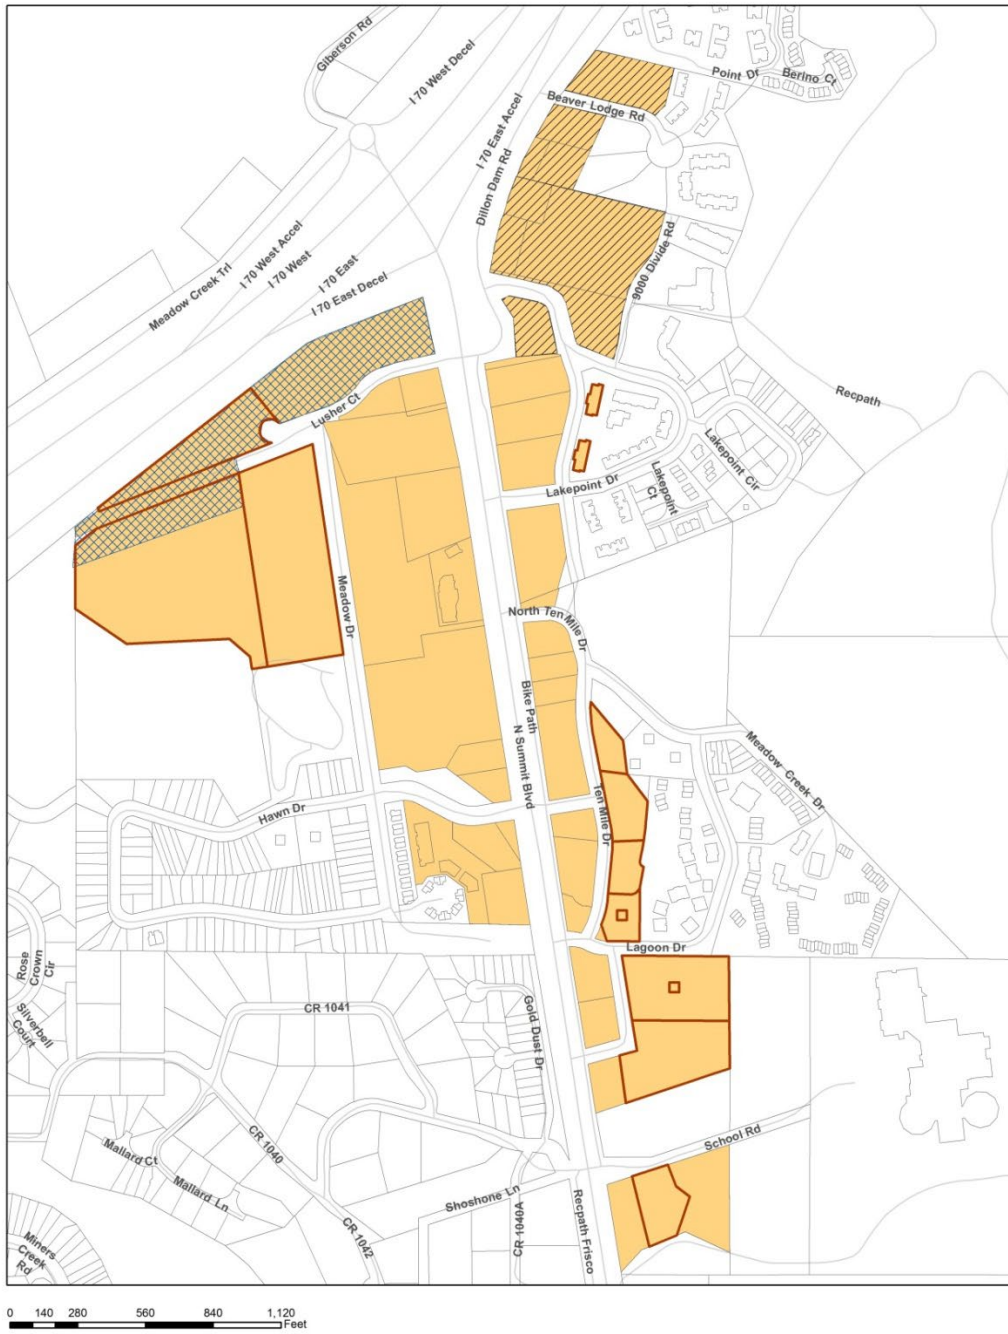 Giberson Rd
I 70 West Decel
Point Dr
Berino Ct
Beaver Lodge Rd
I 70 East Accel
Dillon Dam Rd
9000 Divide Rd
I 70 West Accel
I 70 West
I 70 East
I 70 East Decel
Meadow Creek Trl
Recpath
Lusher Ct
Lakepoint Cir
Lakepoint
Ct
Lakepoint Dr
Meadow Dr
North Ten Mile Dr
Bike Path
N Summit Blvd
Meadow Creek Dr
Ten Mile Dr
Hawn Dr
Lagoon Dr
Rose
Crown
Cir
Silverbell
Court
CR 1041
Gold Dust Dr
School Rd
CR 1040
Mallard Ct
Mallard Ln
Shoshone Ln
CR 1040A
Recpath Frisco
CR 1042
Miners
Creek
Rd
0 140 280 560 840 1,120
Feet